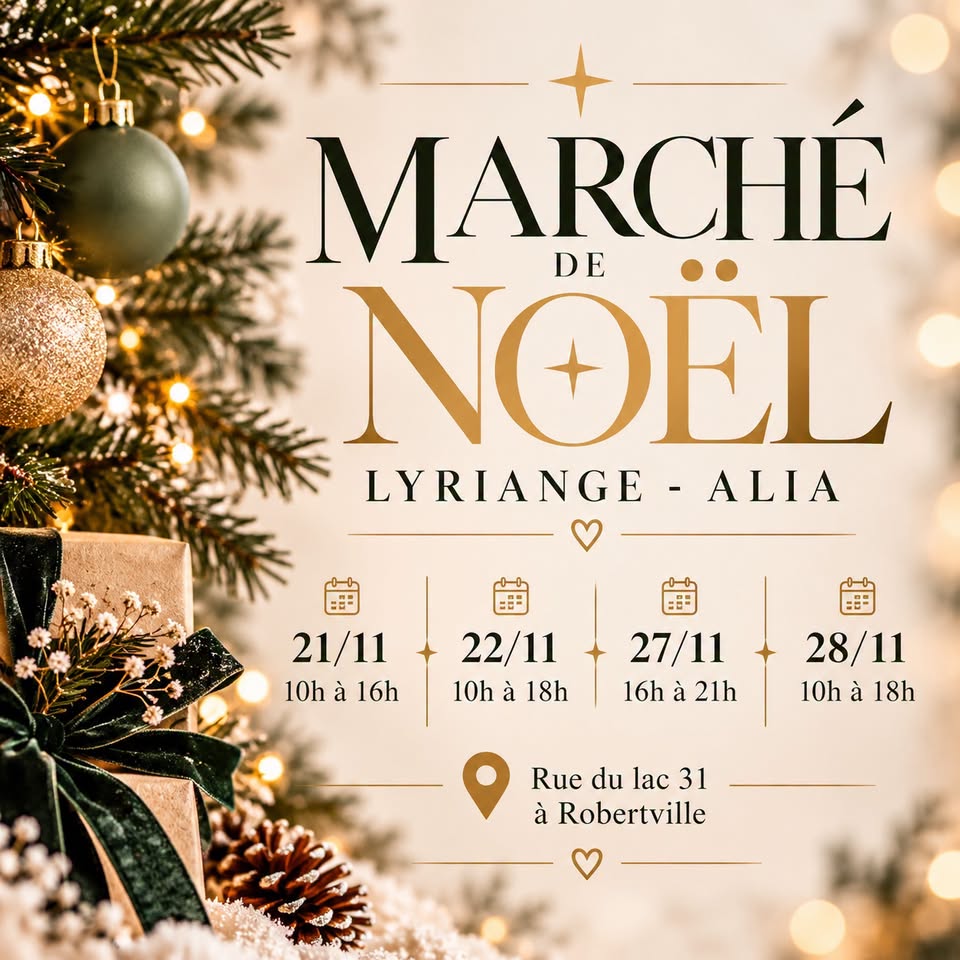 MARCHÉ
DE
NOËL
LYRIANGE - ALIA
21/11 22/11 27/11 28/11
10h à 16h 10h à 18h 16h à 21h 10h à 18h
Rue du lac 31
à Robertville